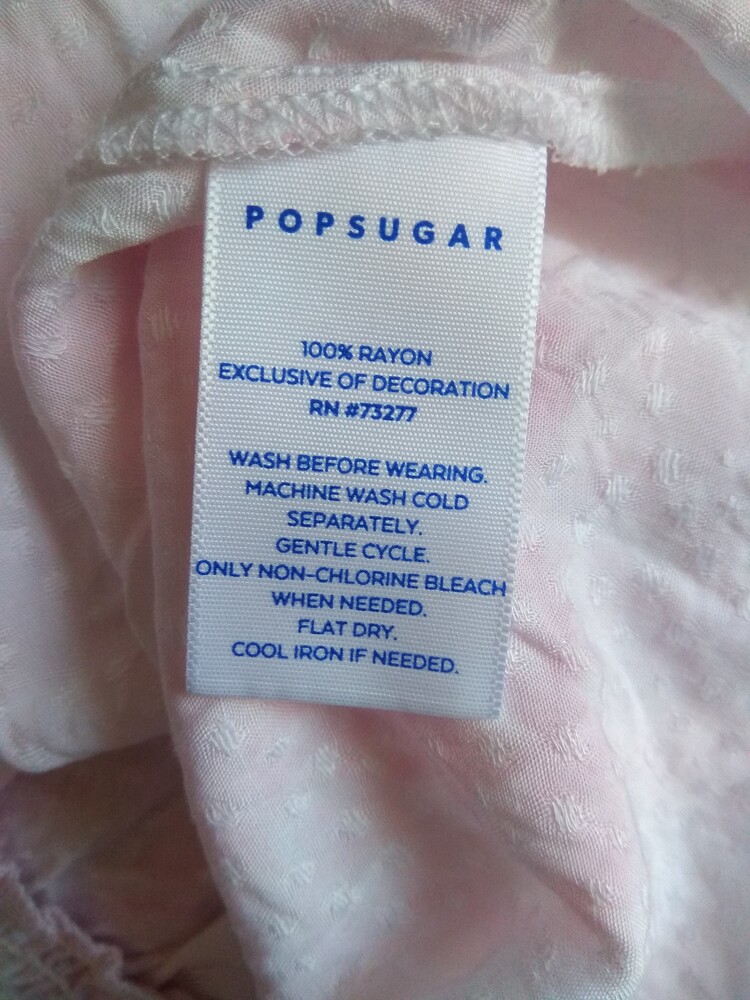 POPSUGAR
100% RAYON
EXCLUSIVE OF DECORATION
RN #73277
WASH BEFORE WEARING.
MACHINE WASH COLD
SEPARATELY.
GENTLE CYCLE.
ONLY NON-CHLORINE BLEACH
WHEN NEEDED.
FLAT DRY.
COOL IRON IF NEEDED.